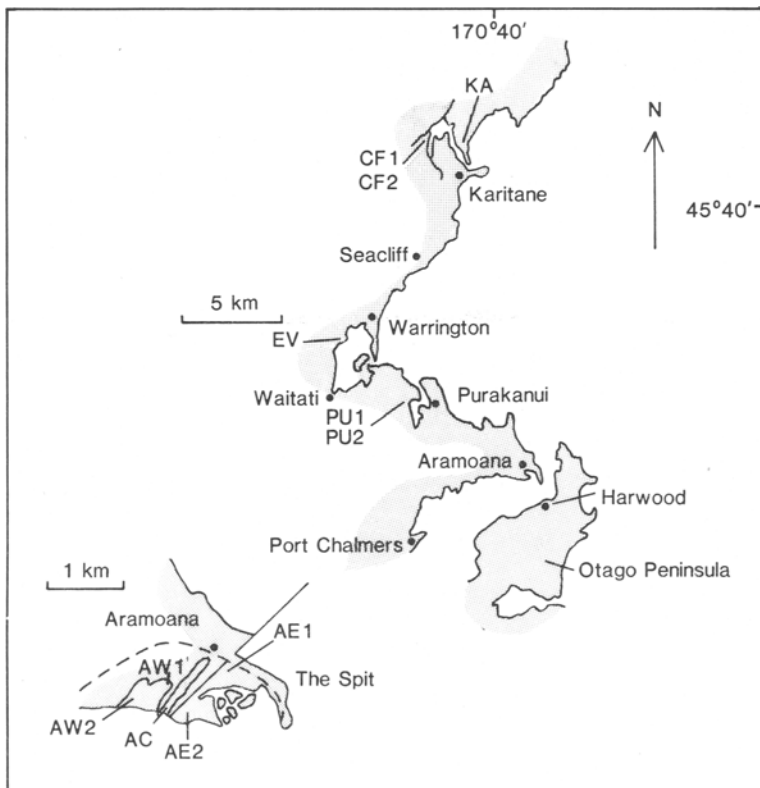 170°40'
KA
N
CF1
CF2
Karitane
45°40'
Seacliff
5 km
Warrington
EV
Waitati
PU1
PU2
Purakanui
Aramoana
Harwood
Port Chalmers
Otago Peninsula
1 km
Aramoana
AE1
AW1
The Spit
AW2
AC
AE2